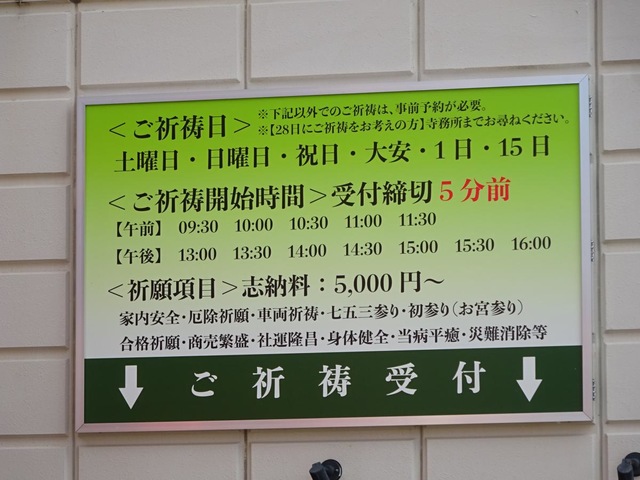 <ご祈祷日>※下記以外でのご祈祷は、事前予約が必要。
※【28日にご祈祷をお考えの方】寺務所までお尋ねください。
土曜日・日曜日・祝日・大安・1日・15日
<ご祈祷開始時間>受付締切5分前
【午前】 09:30 10:00 10:30 11:00 11:30
【午後】 13:00 13:30 14:00 14:30 15:00 15:30 16:00
<祈願項目>志納料：5,000円〜
家内安全・厄除祈願・車両祈祷・七五三参り・初参り(お宮参り)
合格祈願・商売繁盛・社運隆昌・身体健全・当病平癒・災難消除等
↓ ご祈祷受付 ↓